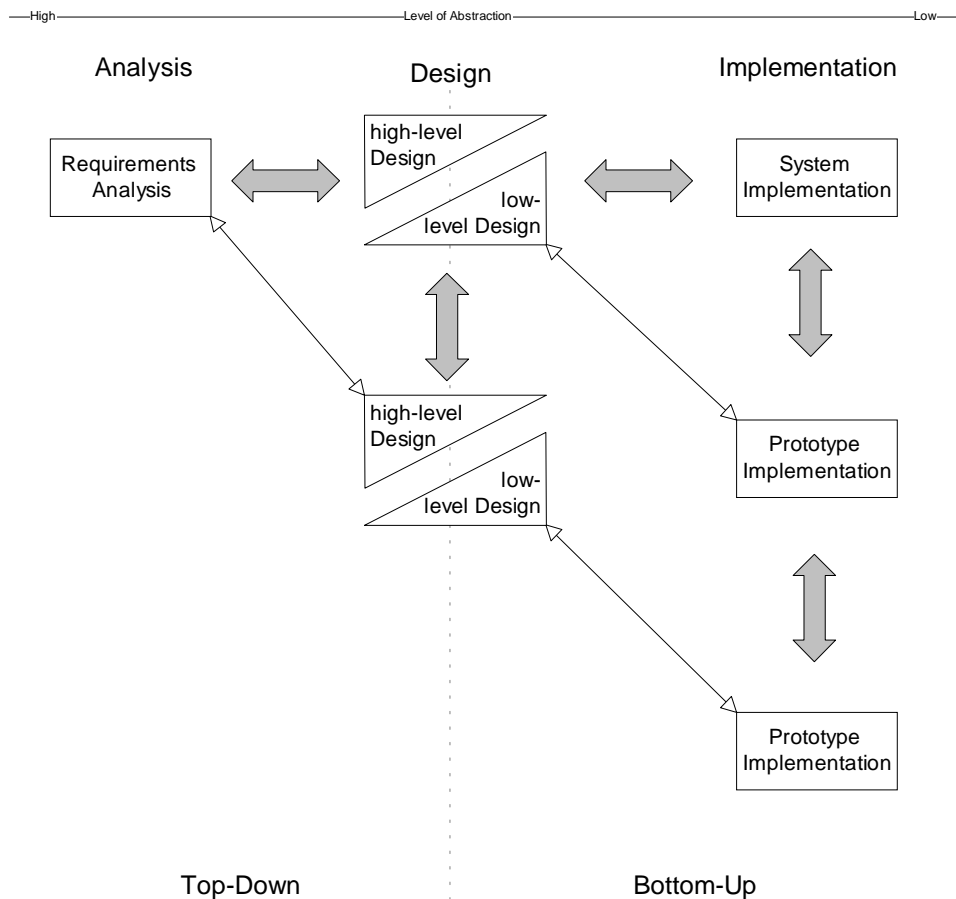 High Level of Abstraction Low
Analysis Design Implementation
high-level
Design
Requirements
Analysis
low-
level Design
System
Implementation
high-level
Design
low-
level Design
Prototype
Implementation
Prototype
Implementation
Top-Down Bottom-Up